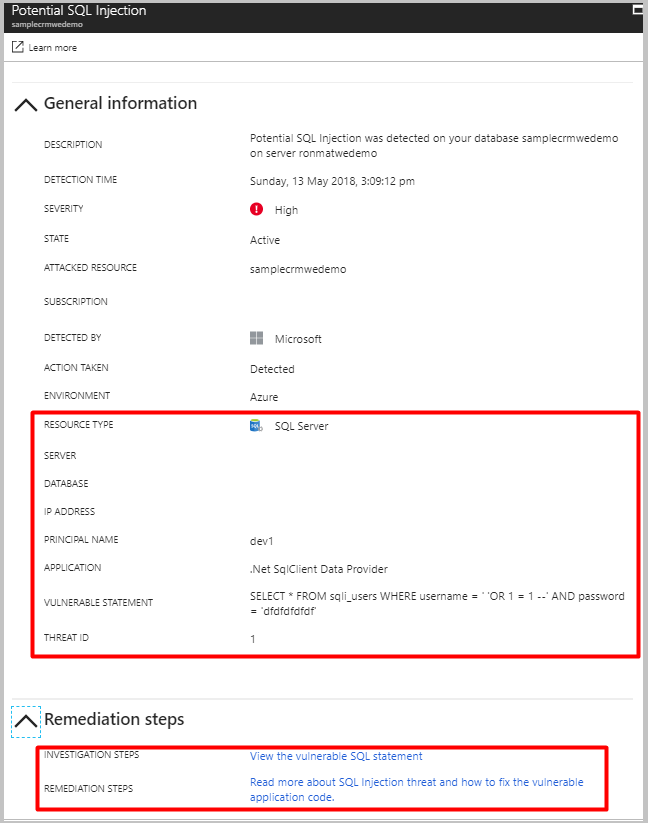 Potential SQL Injection
samplecrmwedemo
Learn more
General information
DESCRIPTION
Potential SQL Injection was detected on your database samplecrmwedemo
on server ronmatwedemo
DETECTION TIME
Sunday, 13 May 2018, 3:09:12 pm
SEVERITY
High
STATE
Active
ATTACKED RESOURCE
samplecrmwedemo
SUBSCRIPTION
DETECTED BY
Microsoft
ACTION TAKEN
Detected
ENVIRONMENT
Azure
RESOURCE TYPE
SQL Server
SERVER
DATABASE
IP ADDRESS
PRINCIPAL NAME
dev1
APPLICATION
.Net SqlClient Data Provider
VULNERABLE STATEMENT
SELECT * FROM sqli_users WHERE username = ' 'OR 1 = 1 --' AND password
= 'dfdfdfdfdf'
THREAT ID
1
Remediation steps
INVESTIGATION STEPS
View the vulnerable SQL statement
REMEDIATION STEPS
Read more about SQL Injection threat and how to fix the vulnerable
application code.